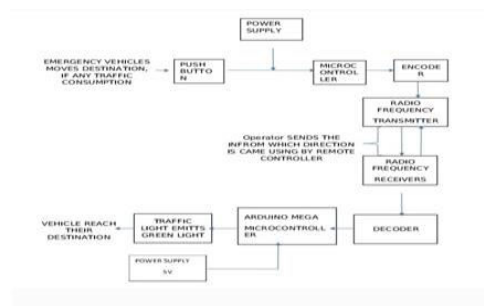 POWER
SUPPLY
EMERGENCY VEHICLES
MOVES DESTINATION,
IF ANY TRAFFIC
CONSUMPTION
PUSH
BUTTO
N
MICROC
ONTROL
LER
ENCODE
R
RADIO
FREQUENCY
TRANSMITTER
Operator SENDS THE
INFROM WHICH DIRECTION
IS CAME USING BY REMOTE
CONTROLLER
RADIO
FREQUENCY
RECEIVERS
VEHICLE REACH
THEIR
DESTINATION
TRAFFIC
LIGHT EMITTS
GREEN LIGHT
ARDUINO MEGA
MICROCONTROLL
ER
DECODER
POWER SUPPLY
5V